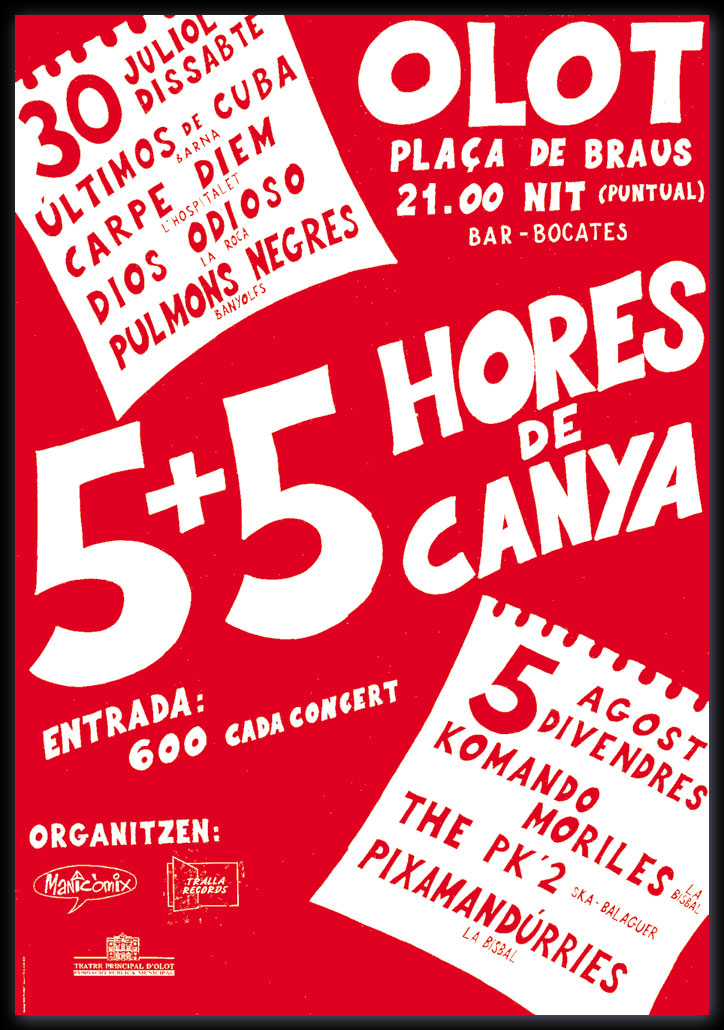 30 JULIOL
DISSABTE
ÚLTIMOS DE CUBA
BARNA
CARPE DIEM
L'HOSPITALET
DIOS ODIOSO
LA ROCA
PULMONS NEGRES
BANYOLES
OLOT
PLAÇA DE BRAUS
21.00 NIT (PUNTUAL)
BAR-BOCATES
5+5 HORES
DE
CANYA
ENTRADA:
600 CADA CONCERT
5 AGOST
DIVENDRES
KOMANDO
MORILES
LA
BISBAL
THE PK'2
SKA-BALAGUER
PIXAMANDÚRRIES
LA BISBAL
ORGANITZEN:
Manicòmix
TRALLA
RECORDS
TEATRE PRINCIPAL D'OLOT
FUNDACIÓ PÚBLICA MUNICIPAL